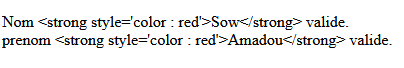 Nom <strong style='color : red'>Sow</strong> valide.
prenom <strong style='color : red'>Amadou</strong> valide.